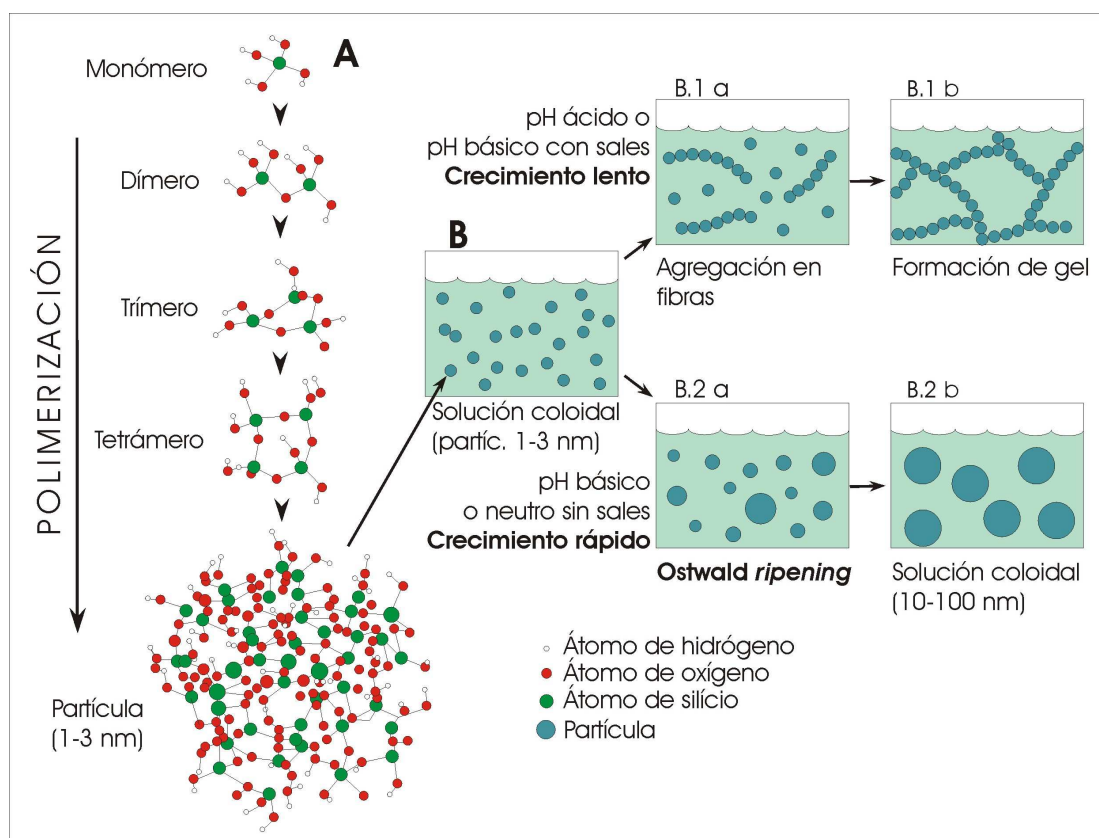 A
Monómero
Dímero
Trímero
Tetrámero
Partícula
(1-3 nm)
POLIMERIZACIÓN
B
Solución coloidal
(partíc. 1-3 nm)
pH ácido o
pH básico con sales
Crecimiento lento
B.1 a
Agregación en
fibras
B.1 b
Formación de gel
pH básico
o neutro sin sales
Crecimiento rápido
B.2 a
Ostwald ripening
B.2 b
Solución coloidal
(10-100 nm)
Átomo de hidrógeno
Átomo de oxígeno
Átomo de silício
Partícula